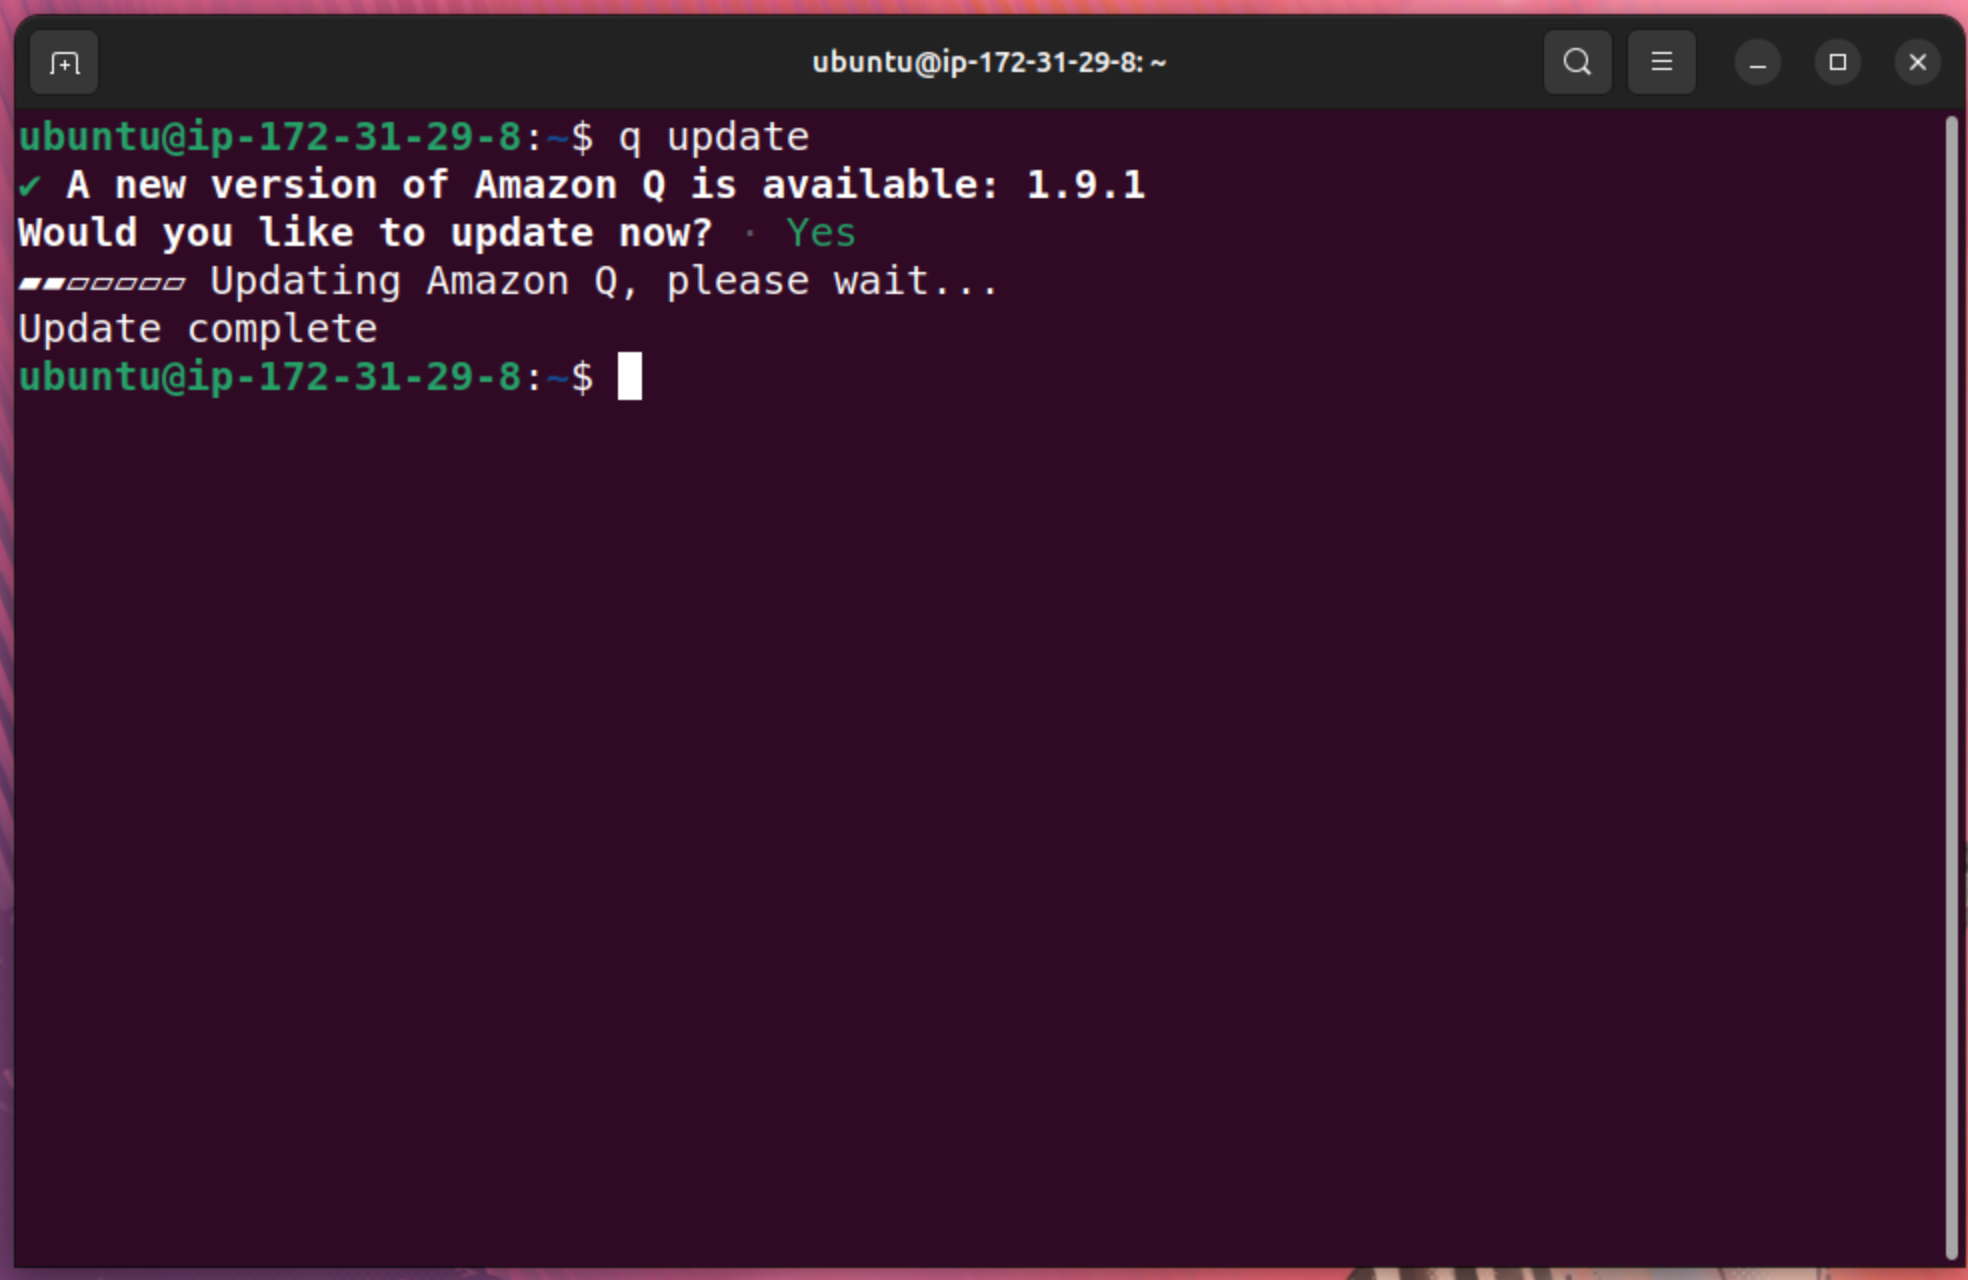 ubuntu@ip-172-31-29-8: ~
ubuntu@ip-172-31-29-8:~$ q update
✔ A new version of Amazon Q is available: 1.9.1
Would you like to update now? · Yes
▰▰▱▱▱▱▱ Updating Amazon Q, please wait...
Update complete
ubuntu@ip-172-31-29-8:~$